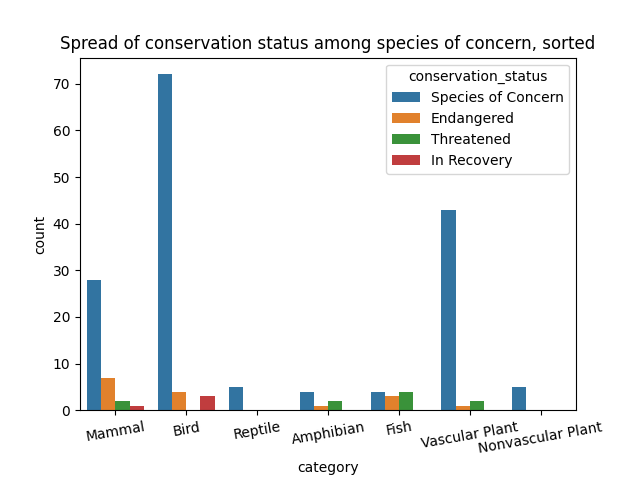 Spread of conservation status among species of concern, sorted
conservation_status
Species of Concern
Endangered
Threatened
In Recovery
count
70
60
50
40
30
20
10
0
Mammal
Bird
Reptile
Amphibian
Fish
Vascular Plant
Nonvascular Plant
category